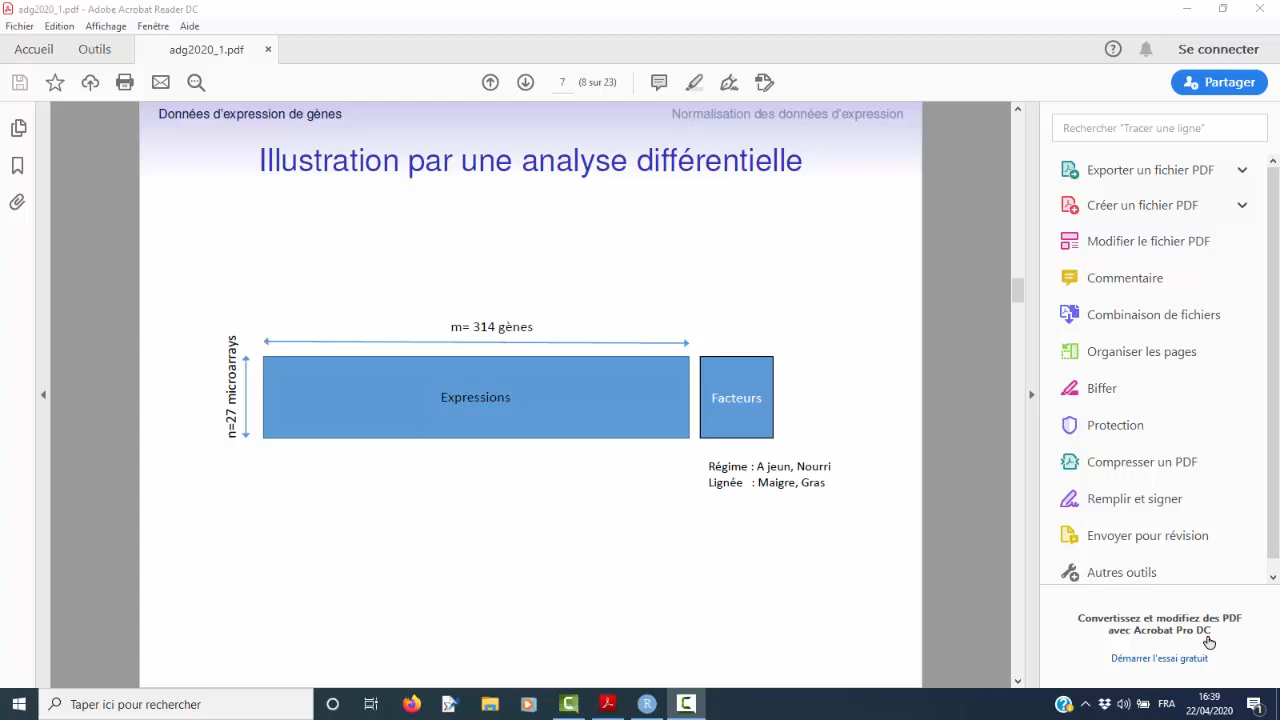 adg2020_1.pdf - Adobe Acrobat Reader DC
Fichier Edition Affichage Fenêtre Aide
Accueil Outils adg2020_1.pdf × Se connecter
7 (8 sur 23) Partager
Données d'expression de gènes Normalisation des données d'expression
Illustration par une analyse différentielle
m= 314 gènes
n=27 microarrays
Expressions
Facteurs
Régime : A jeun, Nourri
Lignée : Maigre, Gras
Rechercher "Tracer une ligne"
Exporter un fichier PDF
Créer un fichier PDF
Modifier le fichier PDF
Commentaire
Combinaison de fichiers
Organiser les pages
Biffer
Protection
Compresser un PDF
Remplir et signer
Envoyer pour révision
Autres outils
Convertissez et modifiez des PDF
avec Acrobat Pro DC
Démarrer l'essai gratuit
Taper ici pour rechercher
FRA
16:39
22/04/2020
1